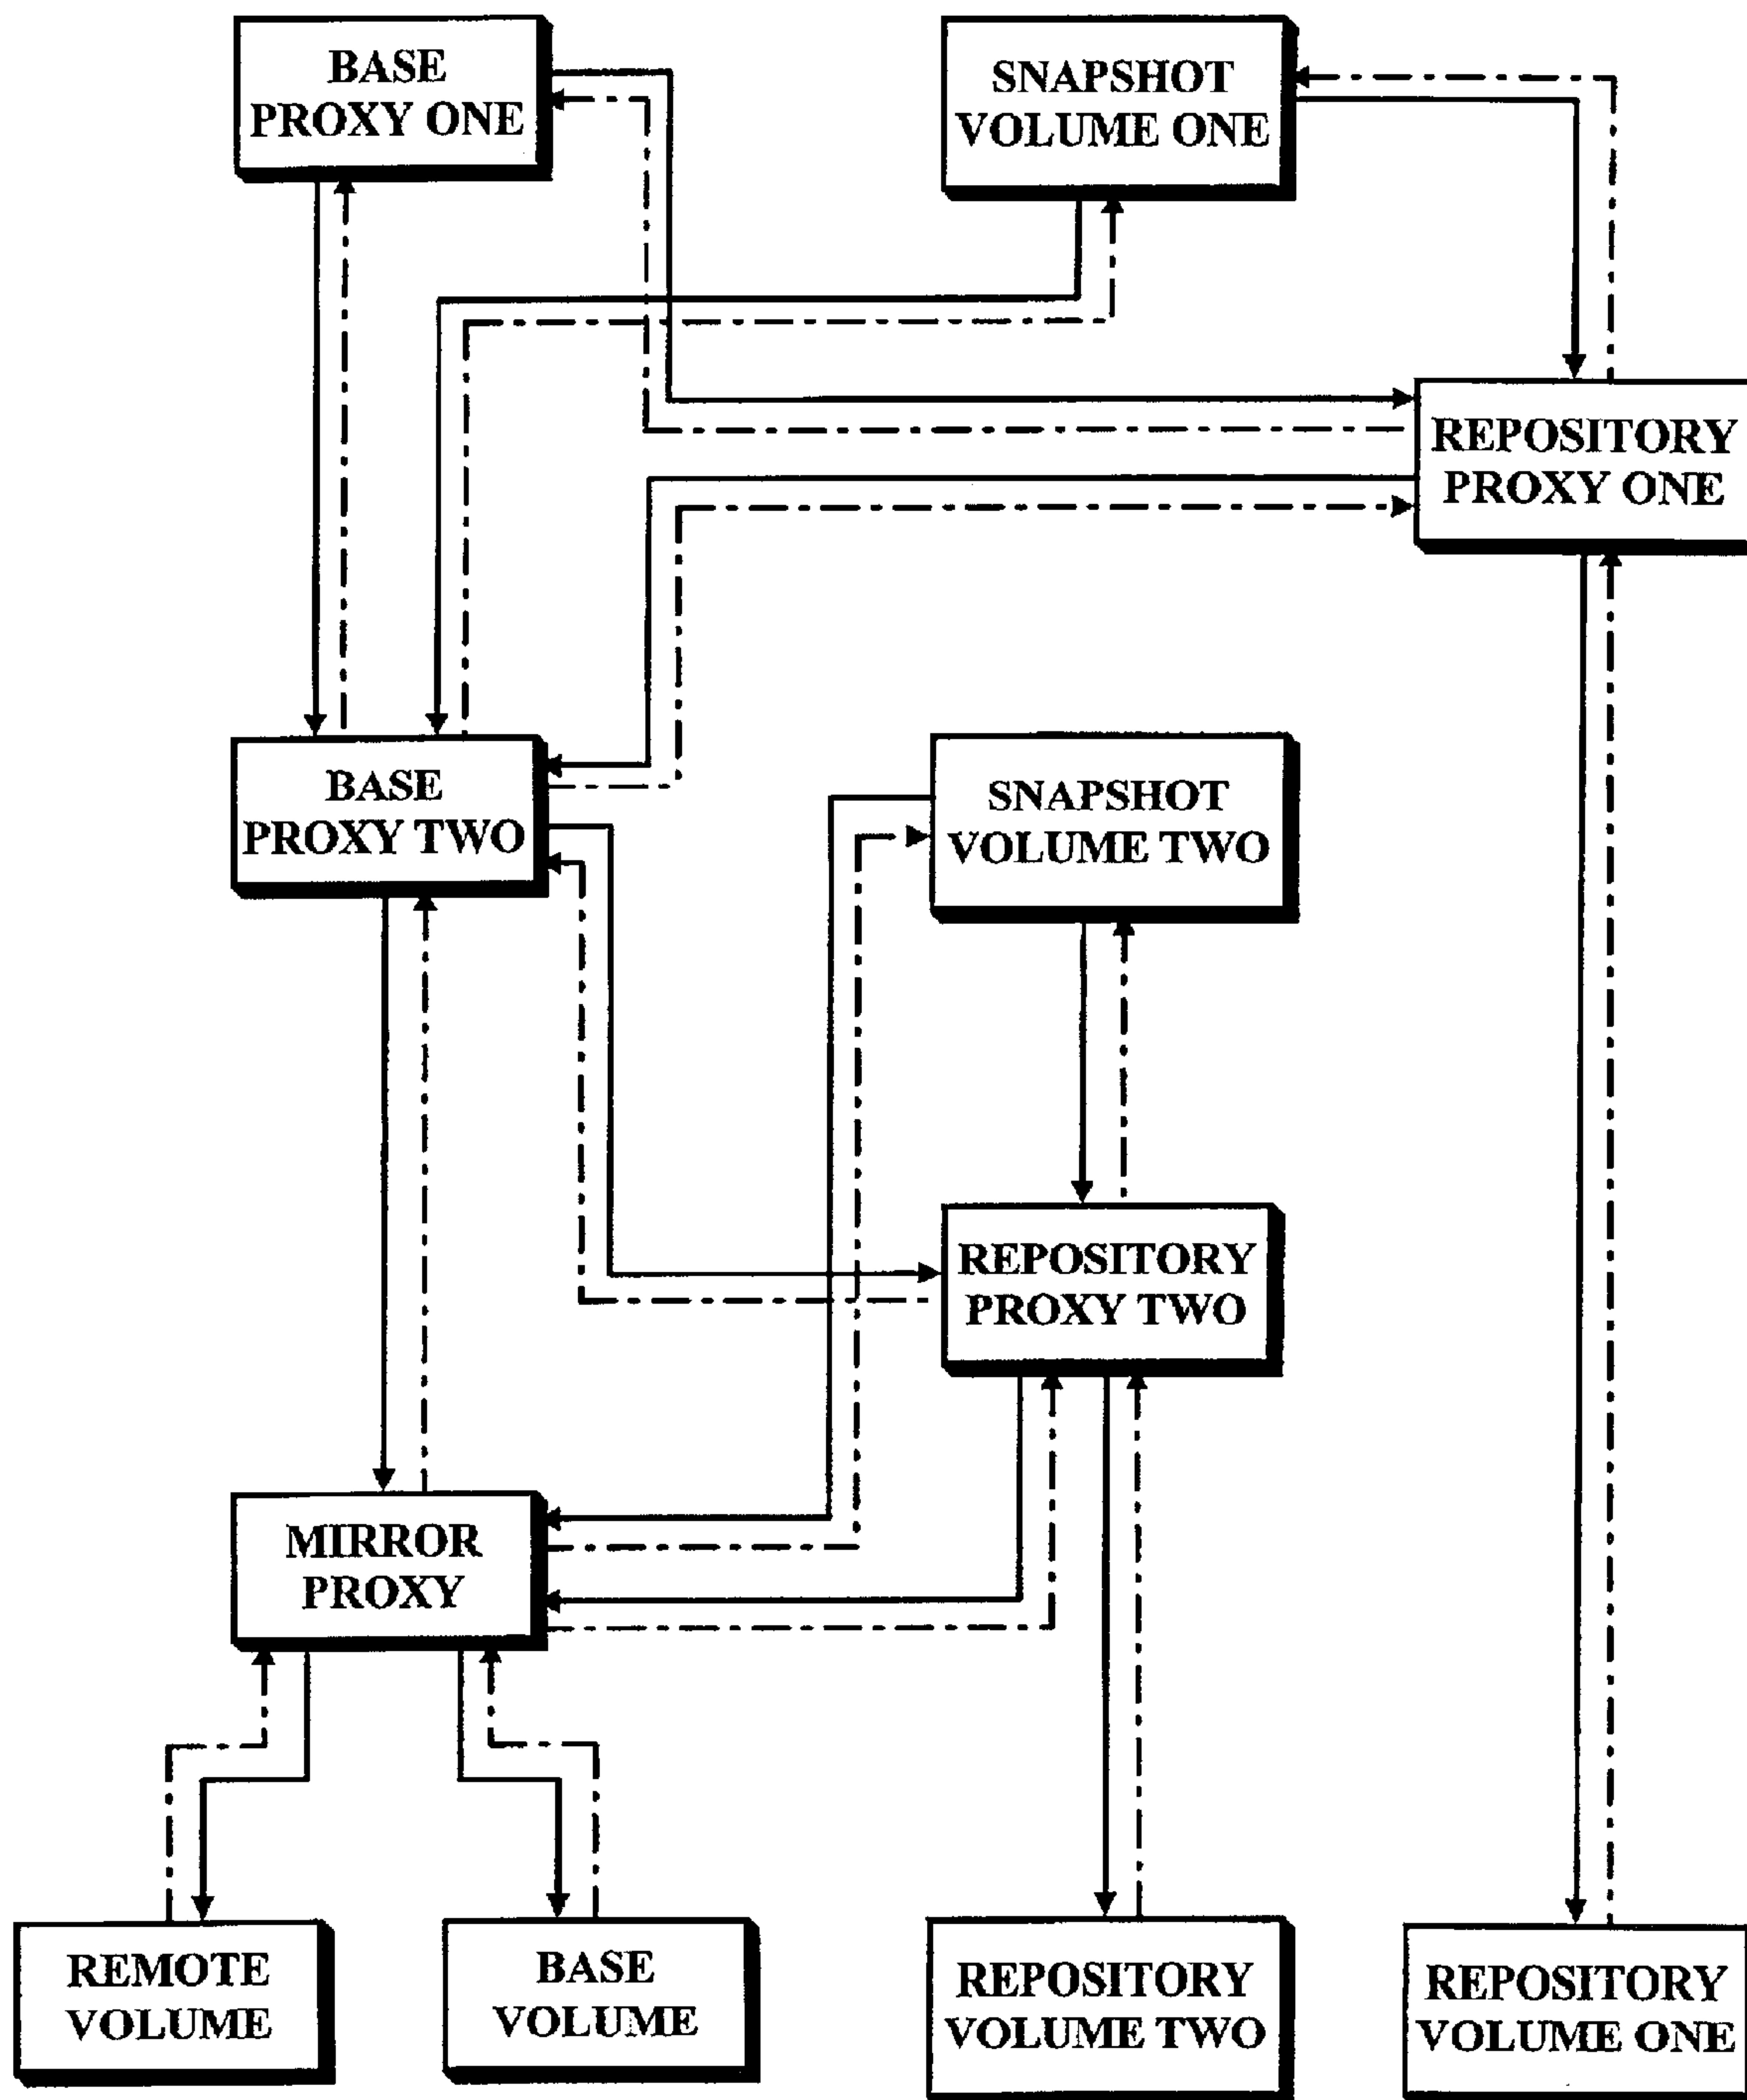 BASE
PROXY ONE
SNAPSHOT
VOLUME ONE
REPOSITORY
PROXY ONE
BASE
PROXY TWO
SNAPSHOT
VOLUME TWO
REPOSITORY
PROXY TWO
MIRROR
PROXY
REMOTE
VOLUME
BASE
VOLUME
REPOSITORY
VOLUME TWO
REPOSITORY
VOLUME ONE